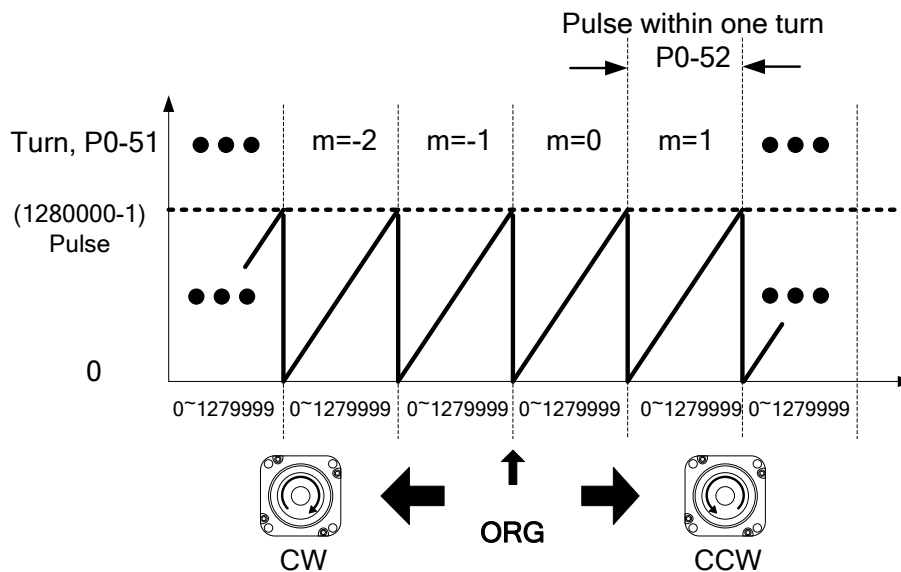 Pulse within one turn
P0-52
Turn, P0-51
m=-2
m=-1
m=0
m=1
(1280000-1)
Pulse
0
0~1279999
0~1279999
0~1279999
0~1279999
0~1279999
0~1279999
ORG
CW
CCW